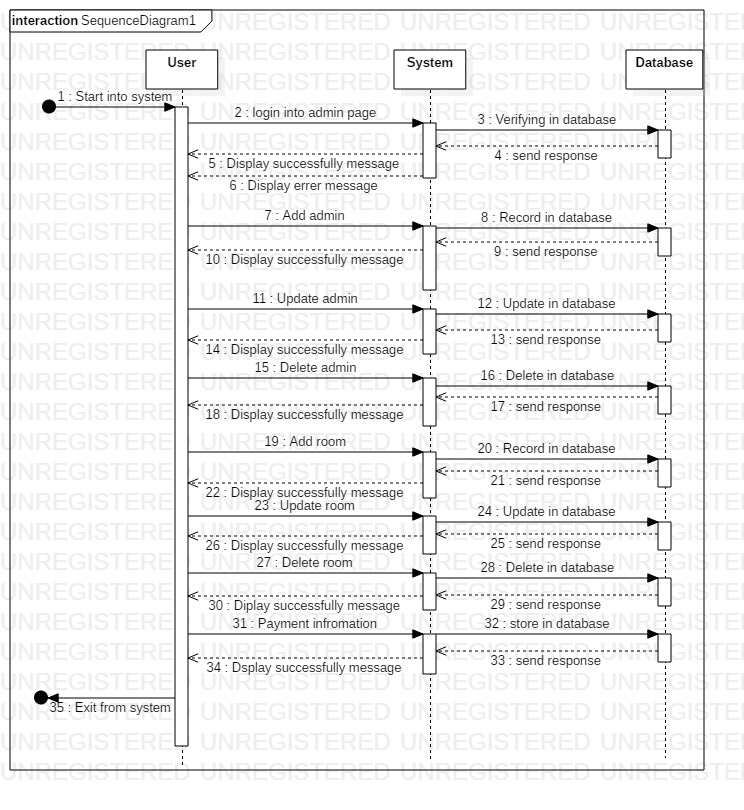 interaction SequenceDiagram1
User
System
Database
1 : Start into system
2 : login into admin page
3 : Verifying in database
4 : send response
5 : Display successfully message
6 : Display errer message
7 : Add admin
8 : Record in database
9 : send response
10 : Display successfully message
11 : Update admin
12 : Update in database
13 : send response
14 : Display successfully message
15 : Delete admin
16 : Delete in database
17 : send response
18 : Display successfully message
19 : Add room
20 : Record in database
21 : send response
22 : Display successfully message
23 : Update room
24 : Update in database
25 : send response
26 : Display successfully message
27 : Delete room
28 : Delete in database
29 : send response
30 : Diplay successfully message
31 : Payment infromation
32 : store in database
33 : send response
34 : Dsplay successfully message
35 : Exit from system
UNREGISTERED